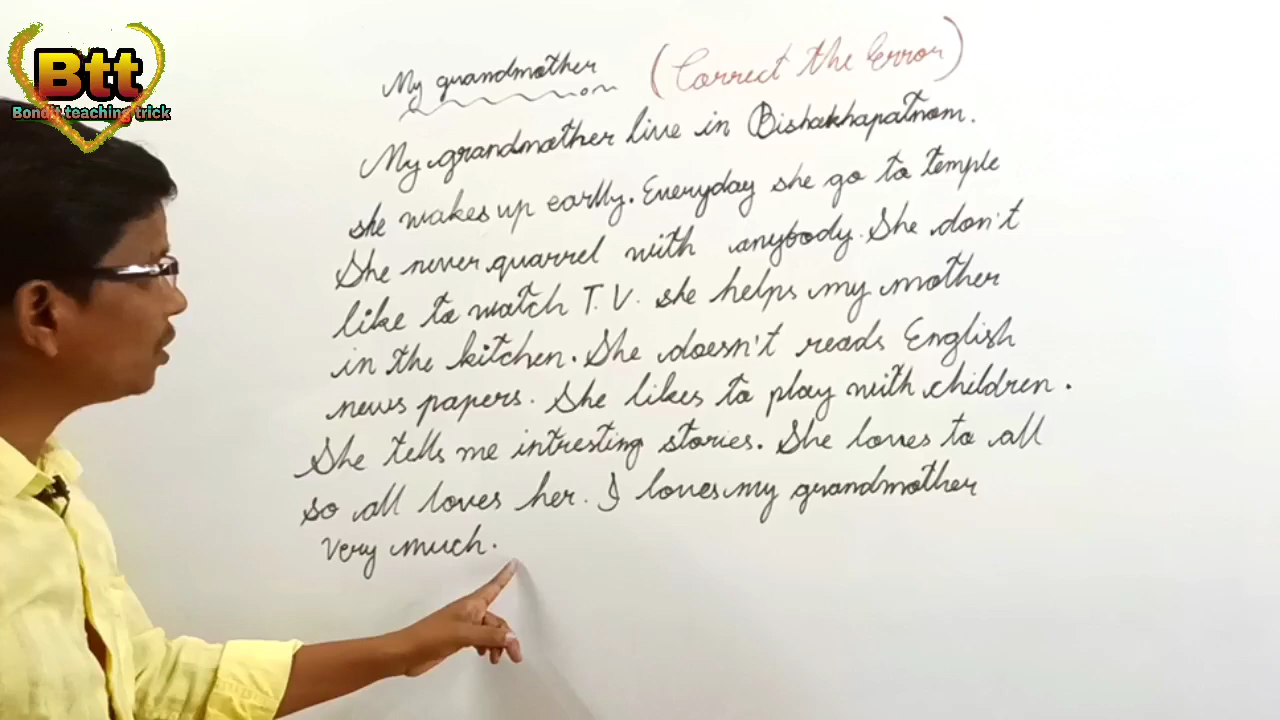 Btt
Bondit teaching trick
My grandmother (Correct the Error)
My grandmother live in Bishakhapatnom.
she wakes up earlly. Everyday she go to temple
She never quarrel with anybody. She don't
like to watch T.V. she helps my mother
in the kitchen. She doesn't reads English
news papers. She likes to play with children.
She tells me intresting stories. She loves to all
so all loves her. I loves my grandmother
very much.